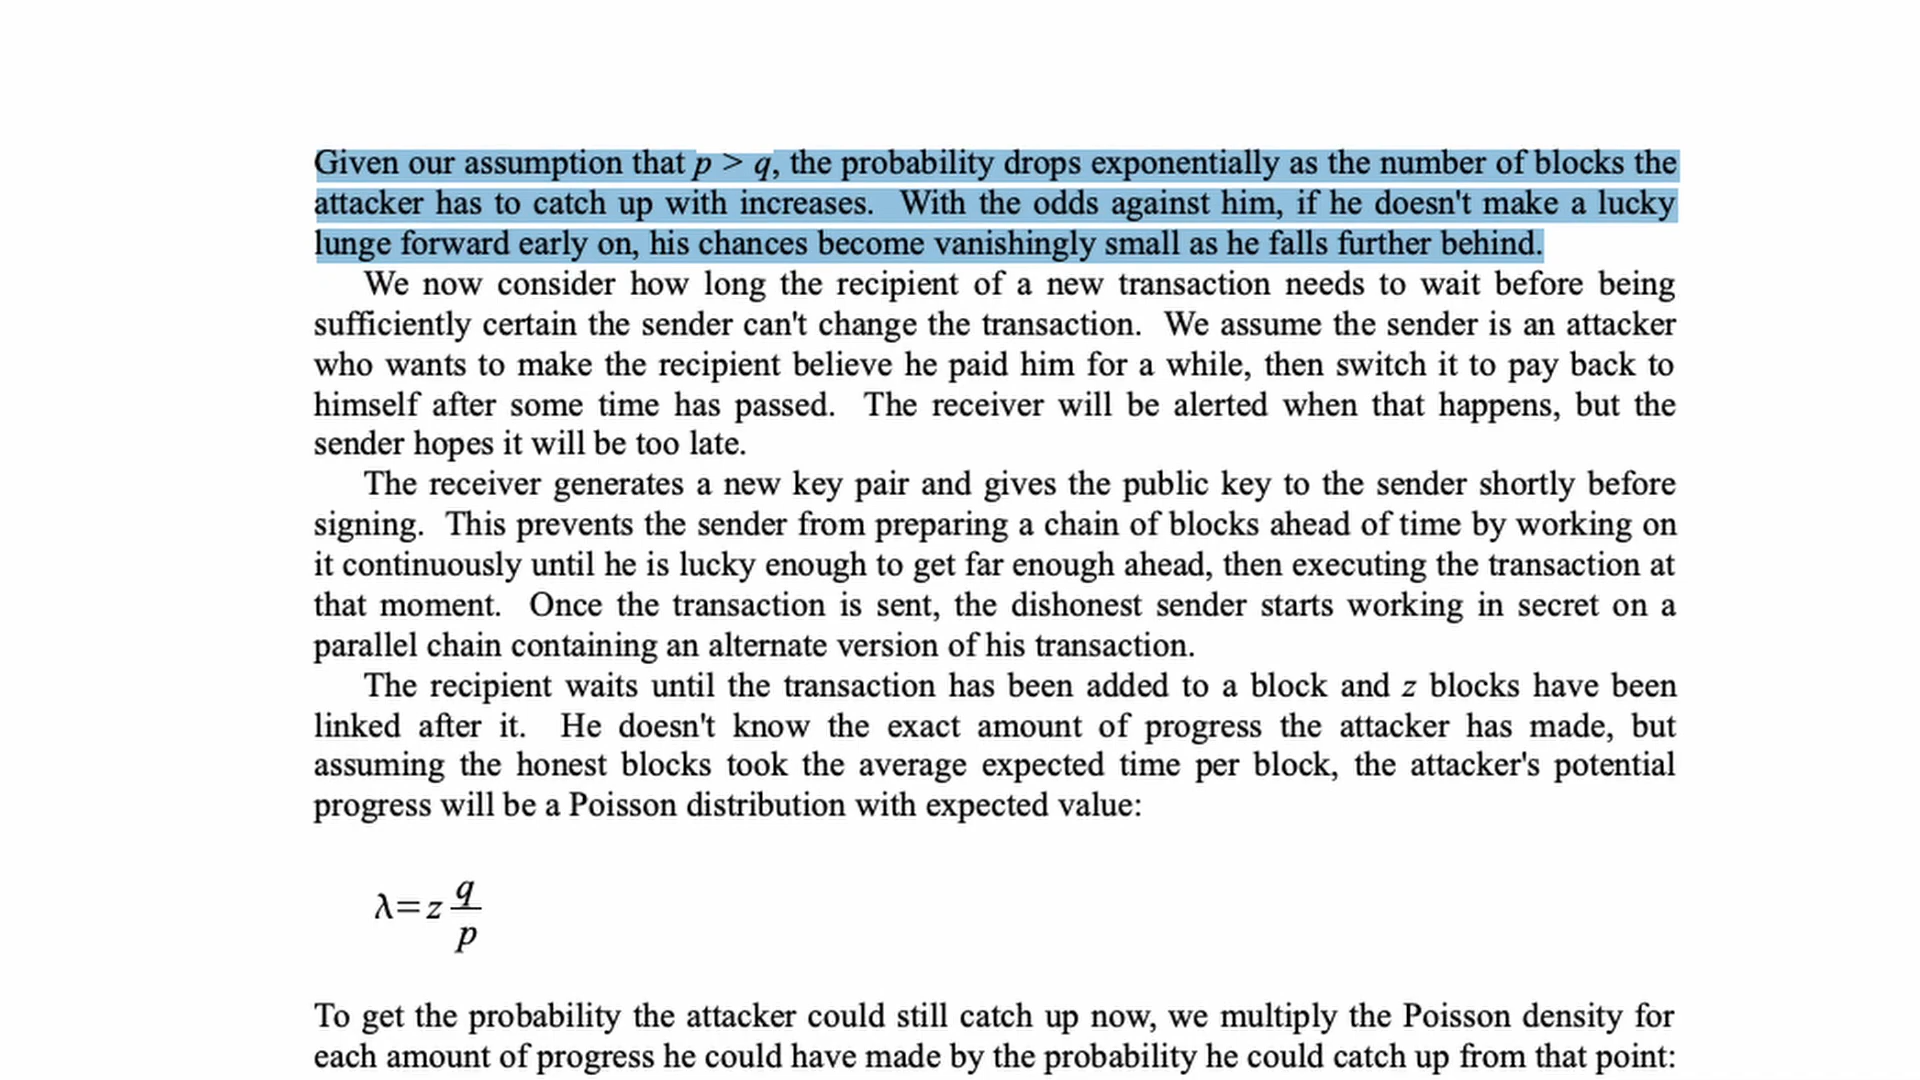 Given our assumption that p > q, the probability drops exponentially as the number of blocks the
attacker has to catch up with increases.  With the odds against him, if he doesn't make a lucky
lunge forward early on, his chances become vanishingly small as he falls further behind.
We now consider how long the recipient of a new transaction needs to wait before being
sufficiently certain the sender can't change the transaction.  We assume the sender is an attacker
who wants to make the recipient believe he paid him for a while, then switch it to pay back to
himself after some time has passed.  The receiver will be alerted when that happens, but the
sender hopes it will be too late.
The receiver generates a new key pair and gives the public key to the sender shortly before
signing.  This prevents the sender from preparing a chain of blocks ahead of time by working on
it continuously until he is lucky enough to get far enough ahead, then executing the transaction at
that moment.  Once the transaction is sent, the dishonest sender starts working in secret on a
parallel chain containing an alternate version of his transaction.
The recipient waits until the transaction has been added to a block and z blocks have been
linked after it.  He doesn't know the exact amount of progress the attacker has made, but
assuming the honest blocks took the average expected time per block, the attacker's potential
progress will be a Poisson distribution with expected value:
λ=z q/p
To get the probability the attacker could still catch up now, we multiply the Poisson density for
each amount of progress he could have made by the probability he could catch up from that point: